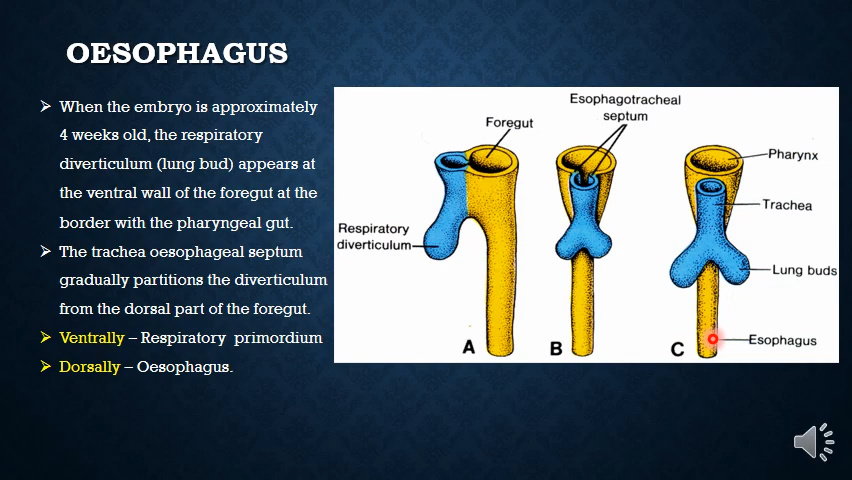 OESOPHAGUS
When the embryo is approximately
4 weeks old, the respiratory
diverticulum (lung bud) appears at
the ventral wall of the foregut at the
border with the pharyngeal gut.
The trachea oesophageal septum
gradually partitions the diverticulum
from the dorsal part of the foregut.
Ventrally – Respiratory primordium
Dorsally – Oesophagus.
Esophagotracheal
septum
Foregut
Respiratory
diverticulum
Pharynx
Trachea
Lung buds
Esophagus
A
B
C